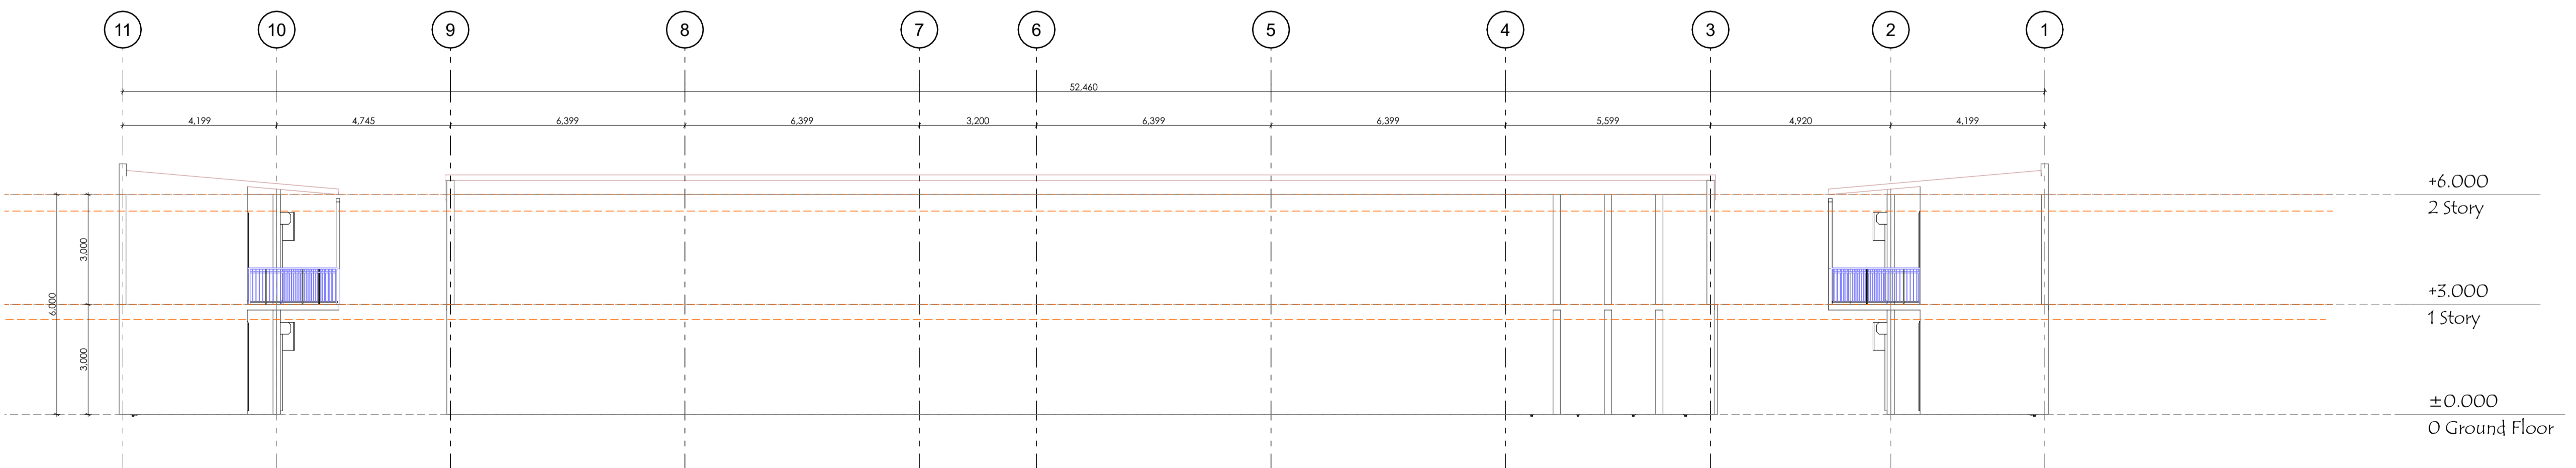 11 10 9 8 7 6 5 4 3 2 1
52,460
4,199 4,745 6,399 6,399 3,200 6,399 6,399 5,599 4,920 4,199
+6.000
2 Story
3,000
+3.000
6,000
1 Story
3,000
±0.000
0 Ground Floor